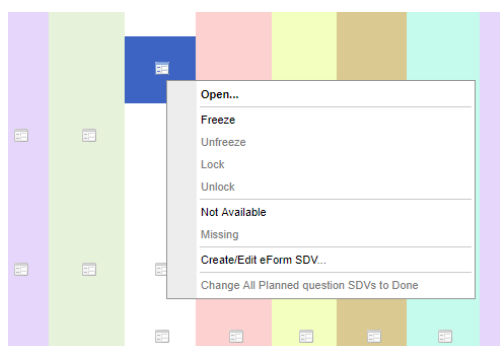 Open...
Freeze
Unfreeze
Lock
Unlock
Not Available
Missing
Create/Edit eForm SDV...
Change All Planned question SDVs to Done